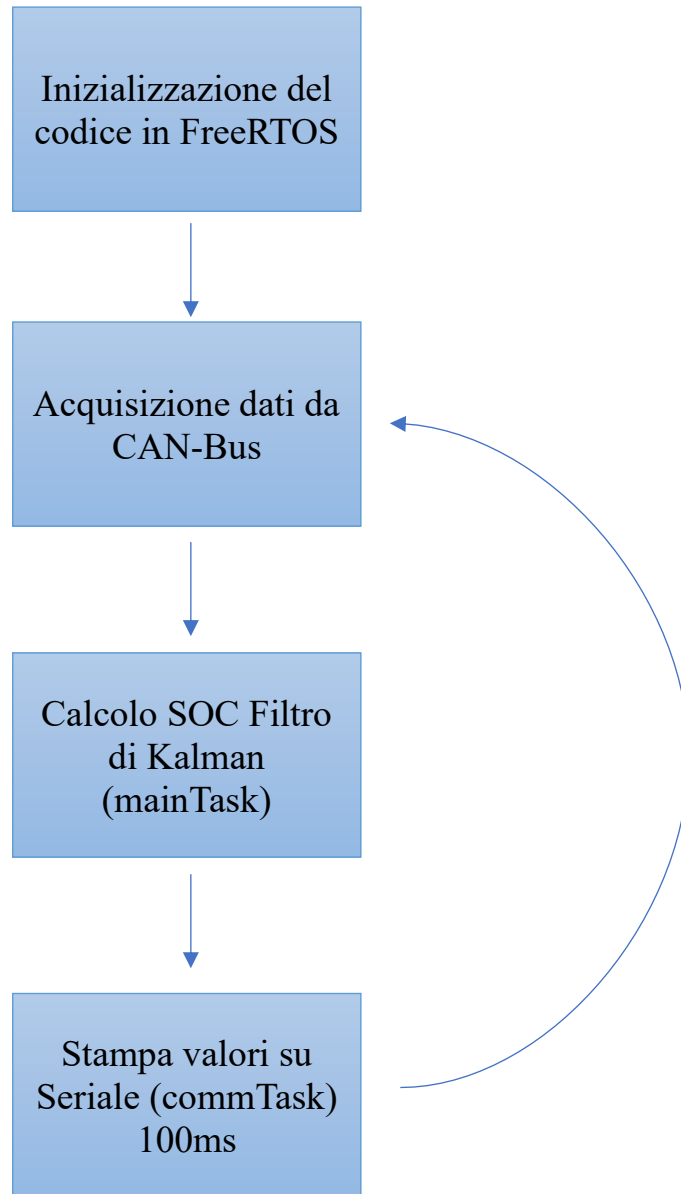 Inizializzazione del
codice in FreeRTOS
Acquisizione dati da
CAN-Bus
Calcolo SOC Filtro
di Kalman
(mainTask)
Stampa valori su
Seriale (commTask)
100ms